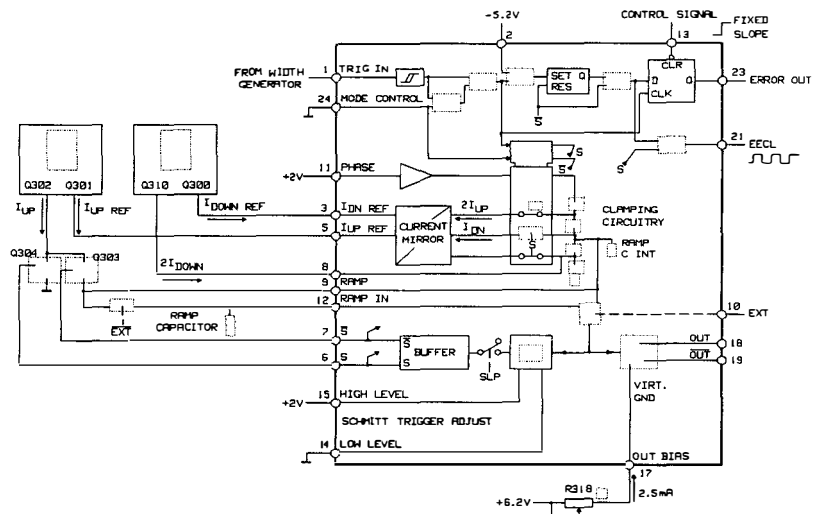 -5.2V
CONTROL SIGNAL
FIXED
SLOPE
2
13
FROM WIDTH
GENERATOR
1
TRIG IN
24
MODE CONTROL
SET Q
RES
S̅
CLR
D Q
CLK
23
ERROR OUT
21
EECL
S
S
S̅
Q302 Q301
Q310 Q300
IUP
IUP REF
IDOWN REF
+2V
11
PHASE
3
IDN REF
5
IUP REF
CURRENT
MIRROR
2IUP
IDN
S̅
CLAMPING
CIRCUITRY
RAMP
C INT
Q304
Q303
2IDOWN
8
9
RAMP
12
RAMP IN
RAMP
CAPACITOR
E̅X̅T̅
10
EXT
7
S̅
6
S
S̅
S
BUFFER
SLP
OUT
18
O̅U̅T̅
19
VIRT.
GND
+2V
15
HIGH LEVEL
SCHMITT TRIGGER ADJUST
14
LOW LEVEL
OUT BIAS
17
2.5mA
R318
+6.2V